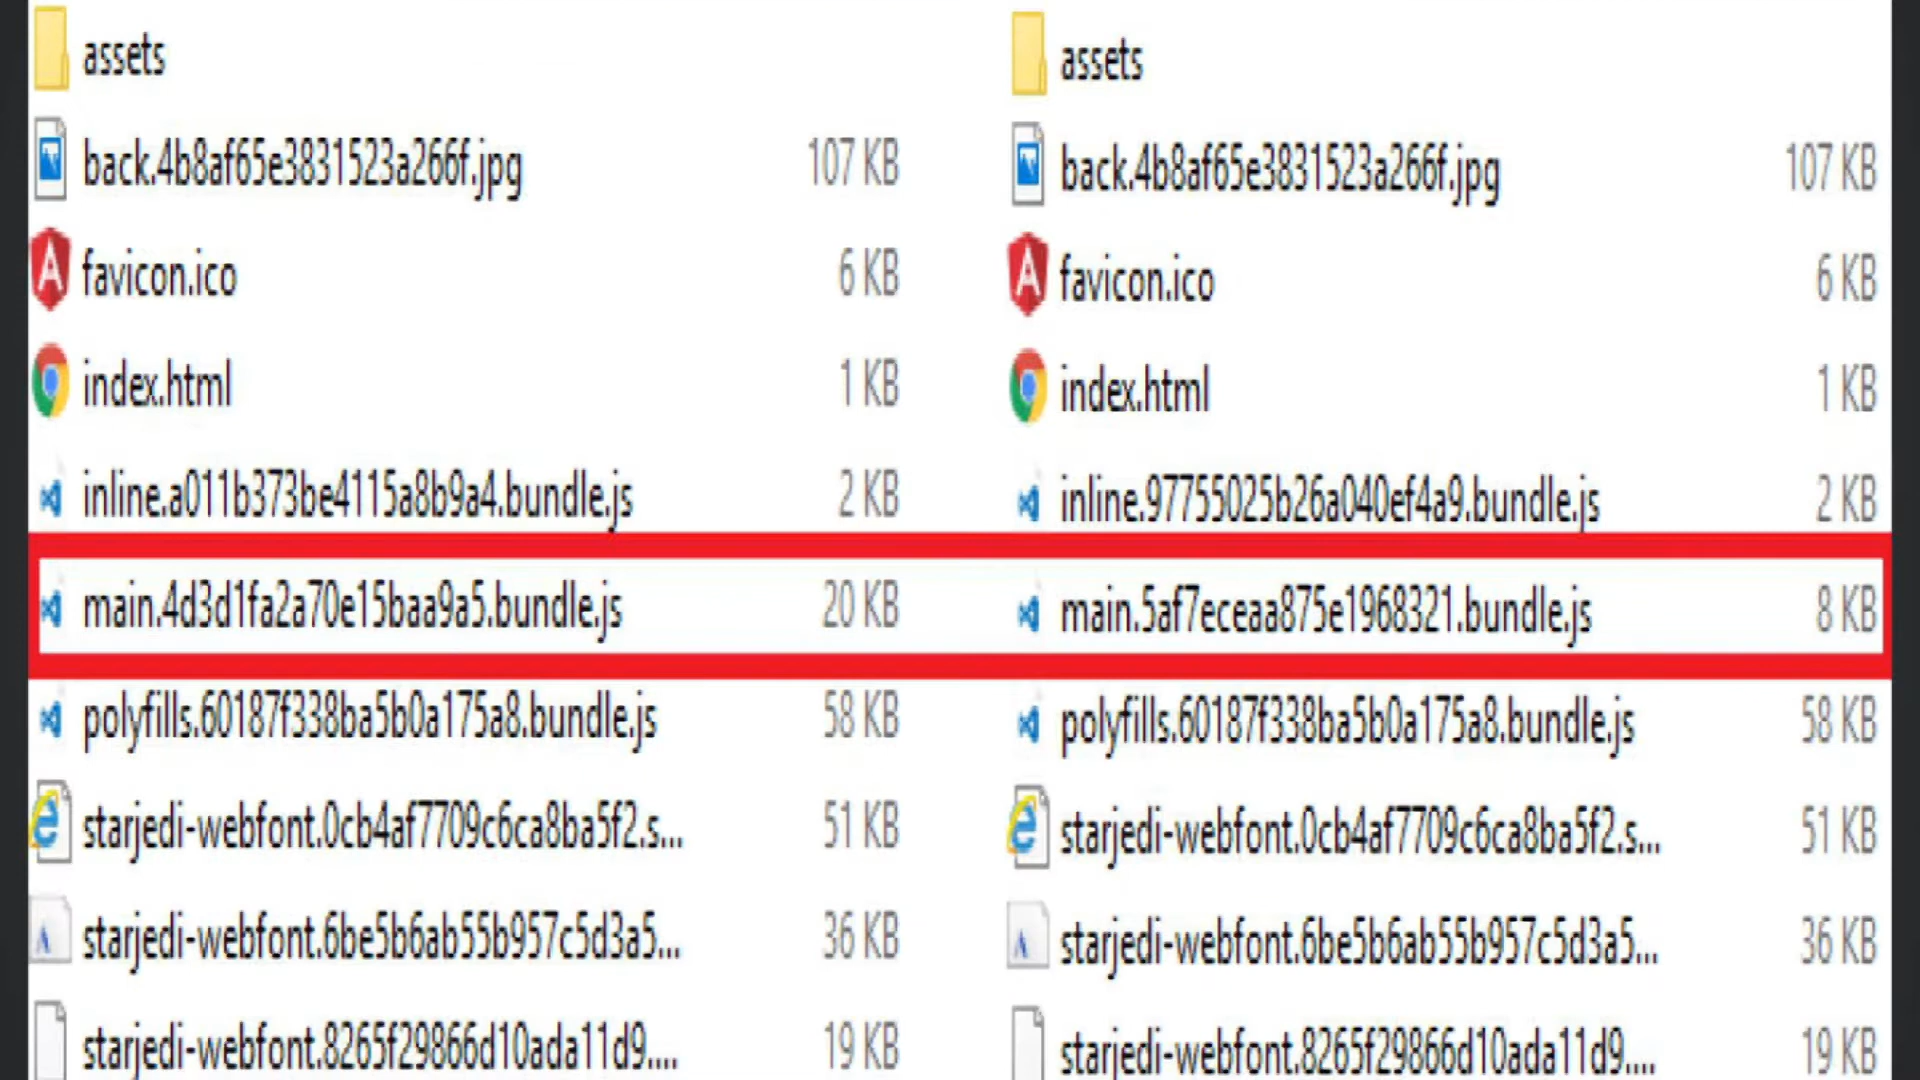 assets
back.4b8af65e3831523a266f.jpg 107 KB
favicon.ico 6 KB
index.html 1 KB
inline.a011b373be4115a8b9a4.bundle.js 2 KB
main.4d3d1fa2a70e15baa9a5.bundle.js 20 KB
polyfills.60187f338ba5b0a175a8.bundle.js 58 KB
starjedi-webfont.0cb4af7709c6ca8ba5f2.s... 51 KB
starjedi-webfont.6be5b6ab55b957c5d3a5... 36 KB
starjedi-webfont.8265f29866d10ada11d9.... 19 KB
assets
back.4b8af65e3831523a266f.jpg 107 KB
favicon.ico 6 KB
index.html 1 KB
inline.97755025b26a040ef4a9.bundle.js 2 KB
main.5af7eceaa875e1968321.bundle.js 8 KB
polyfills.60187f338ba5b0a175a8.bundle.js 58 KB
starjedi-webfont.0cb4af7709c6ca8ba5f2.s... 51 KB
starjedi-webfont.6be5b6ab55b957c5d3a5... 36 KB
starjedi-webfont.8265f29866d10ada11d9.... 19 KB